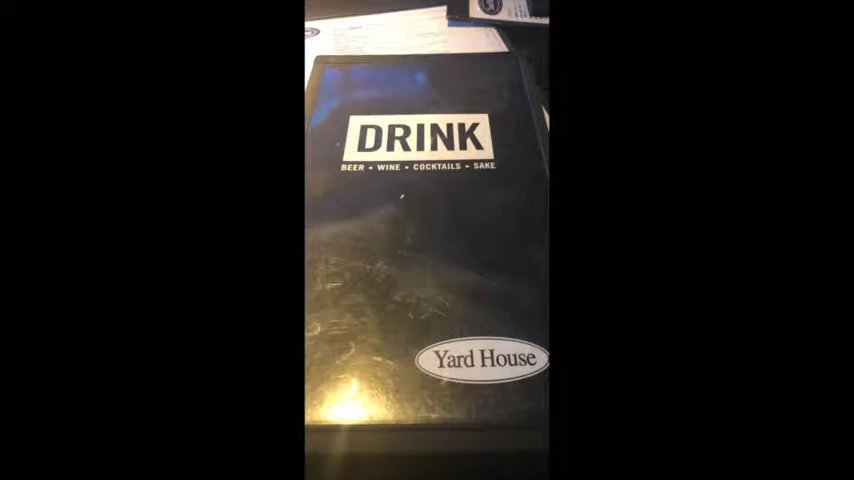 DRINK
BEER • WINE • COCKTAILS • SAKE
Yard House